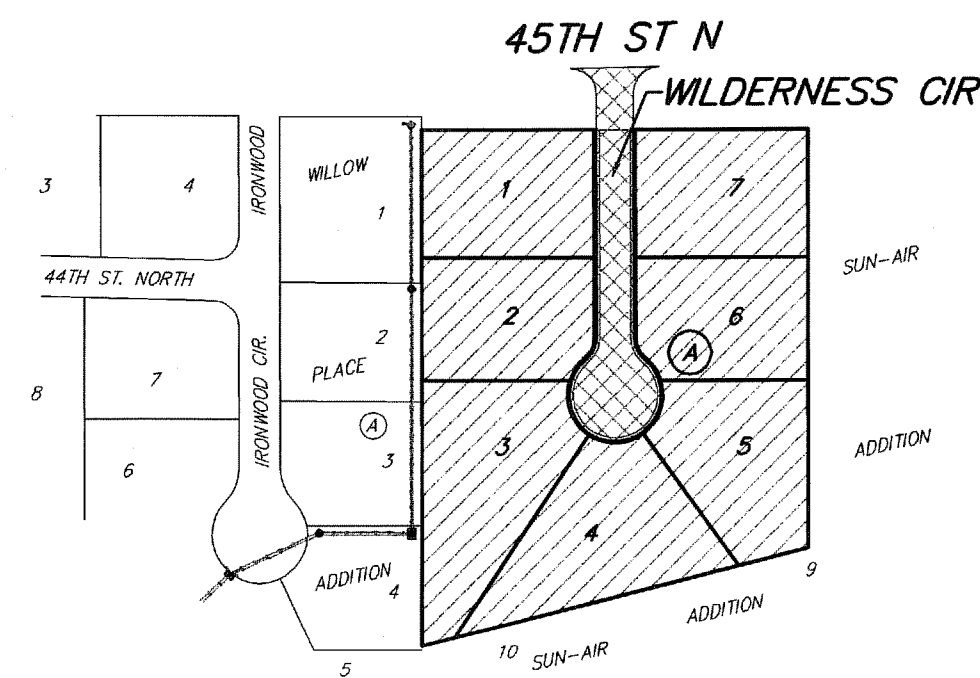 45TH ST N
WILDERNESS CIR
IRONWOOD
WILLOW
3
4
1
1
7
44TH ST. NORTH
SUN-AIR
2
6
2
PLACE
A
8
7
IRONWOOD CIR.
A
3
3
5
ADDITION
6
4
ADDITION
4
9
ADDITION
10
SUN-AIR
5